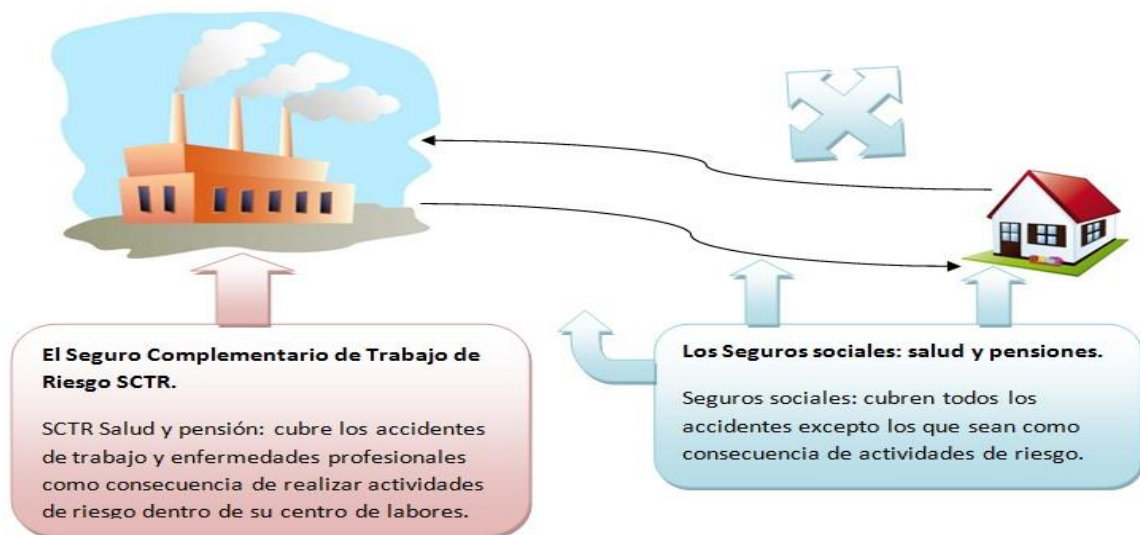 El Seguro Complementario de Trabajo de
Riesgo SCTR.
SCTR Salud y pensión: cubre los accidentes
de trabajo y enfermedades profesionales
como consecuencia de realizar actividades
de riesgo dentro de su centro de labores.
Los Seguros sociales: salud y pensiones.
Seguros sociales: cubren todos los
accidentes excepto los que sean como
consecuencia de actividades de riesgo.